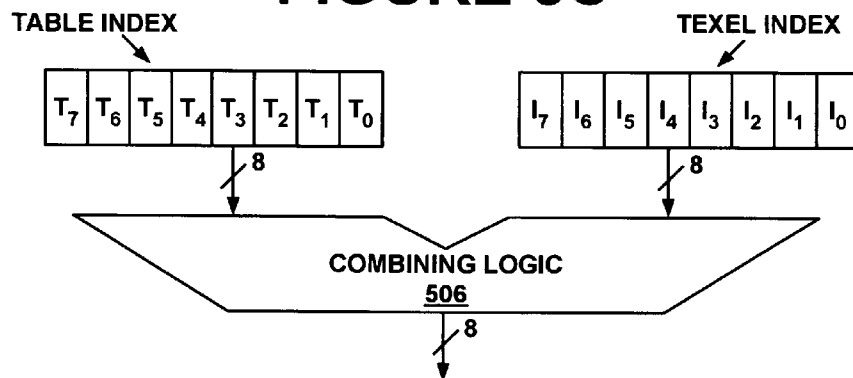 TABLE INDEX
TEXEL INDEX
T7 T6 T5 T4 T3 T2 T1 T0
I7 I6 I5 I4 I3 I2 I1 I0
8
8
COMBINING LOGIC
506
8